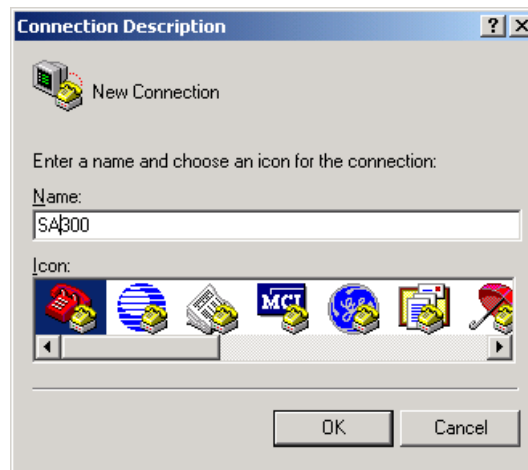 Connection Description
New Connection
Enter a name and choose an icon for the connection:
Name:
SA300
Icon:
MCI
OK
Cancel